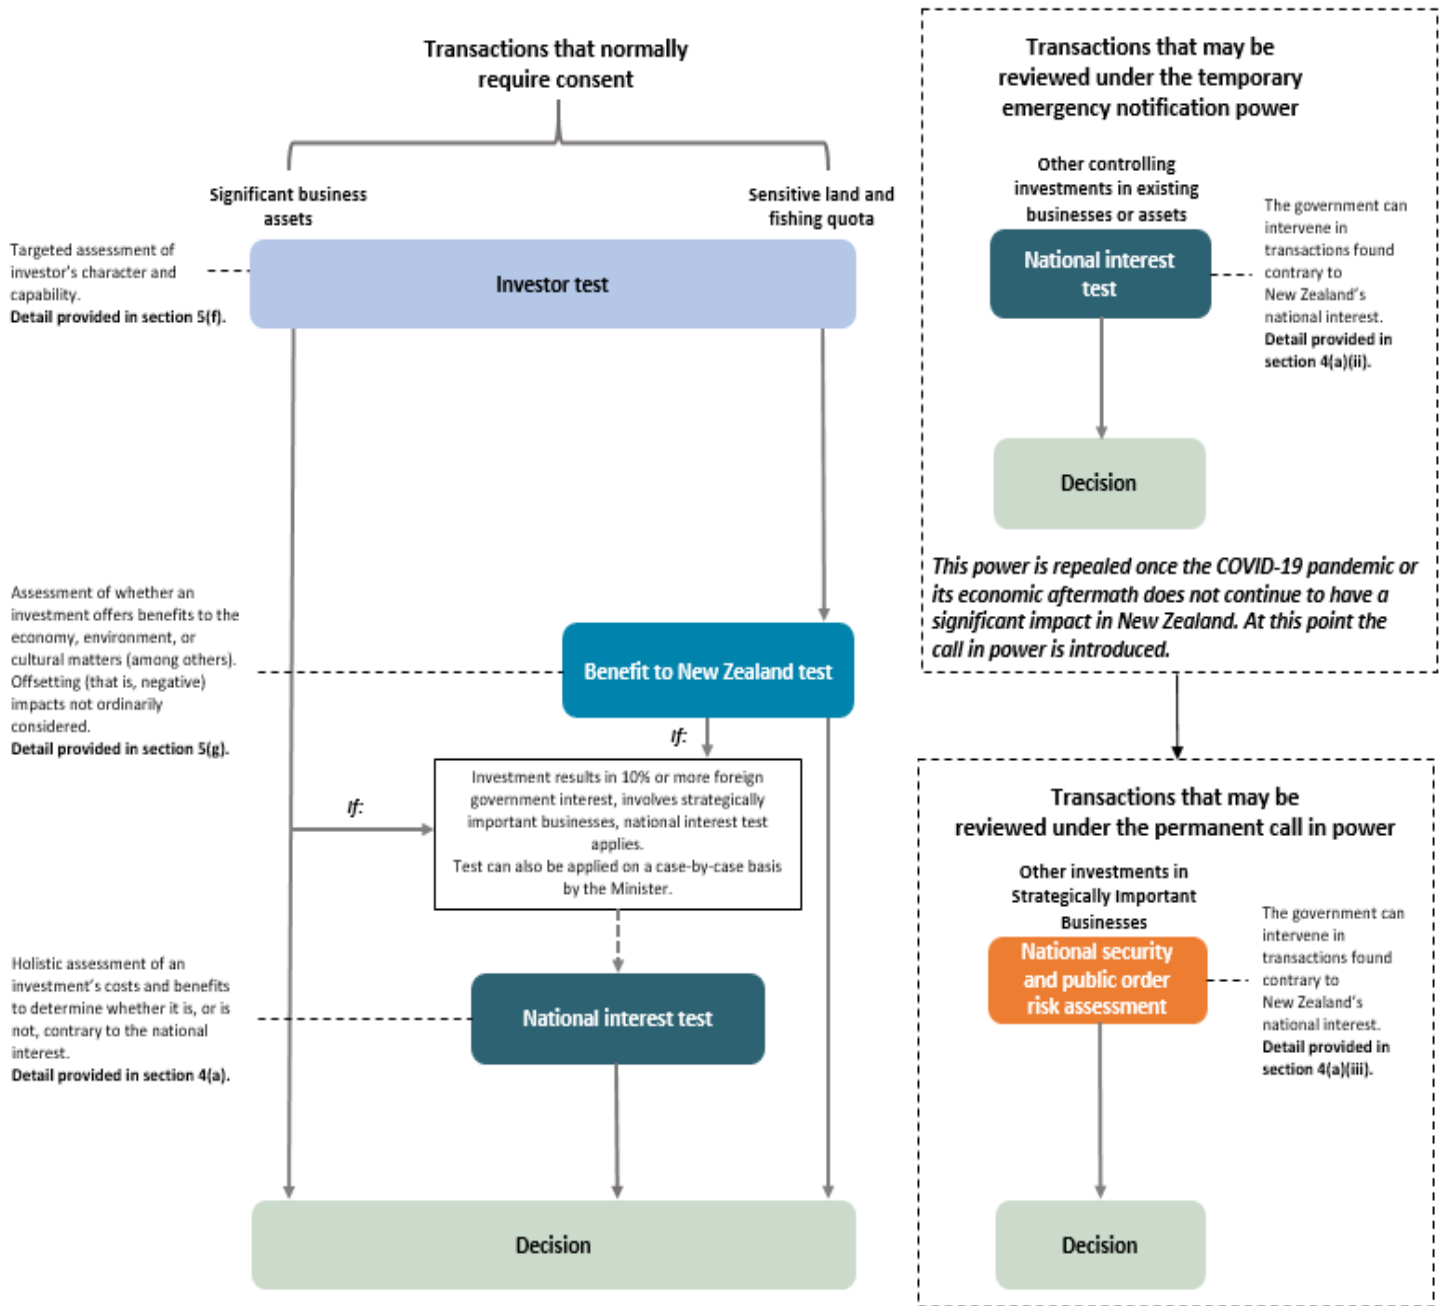 Transactions that normally
require consent
Significant business
assets
Sensitive land and
fishing quota
Targeted assessment of
investor's character and
capability.
Detail provided in section 5(f).
Investor test
Assessment of whether an
investment offers benefits to the
economy, environment, or
cultural matters (among others).
Offsetting (that is, negative)
impacts not ordinarily
considered.
Detail provided in section 5(g).
Benefit to New Zealand test
If:
If:
Investment results in 10% or more foreign
government interest, involves strategically
important businesses, national interest test
applies.
Test can also be applied on a case-by-case basis
by the Minister.
Holistic assessment of an
investment's costs and benefits
to determine whether it is, or is
not, contrary to the national
interest.
Detail provided in section 4(a).
National interest test
Decision
Transactions that may be
reviewed under the temporary
emergency notification power
Other controlling
investments in existing
businesses or assets
National interest
test
The government can
intervene in
transactions found
contrary to
New Zealand's
national interest.
Detail provided in
section 4(a)(ii).
Decision
This power is repealed once the COVID-19 pandemic or
its economic aftermath does not continue to have a
significant impact in New Zealand. At this point the
call in power is introduced.
Transactions that may be
reviewed under the permanent call in power
Other investments in
Strategically Important
Businesses
National security
and public order
risk assessment
The government can
intervene in
transactions found
contrary to
New Zealand's
national interest.
Detail provided in
section 4(a)(iii).
Decision